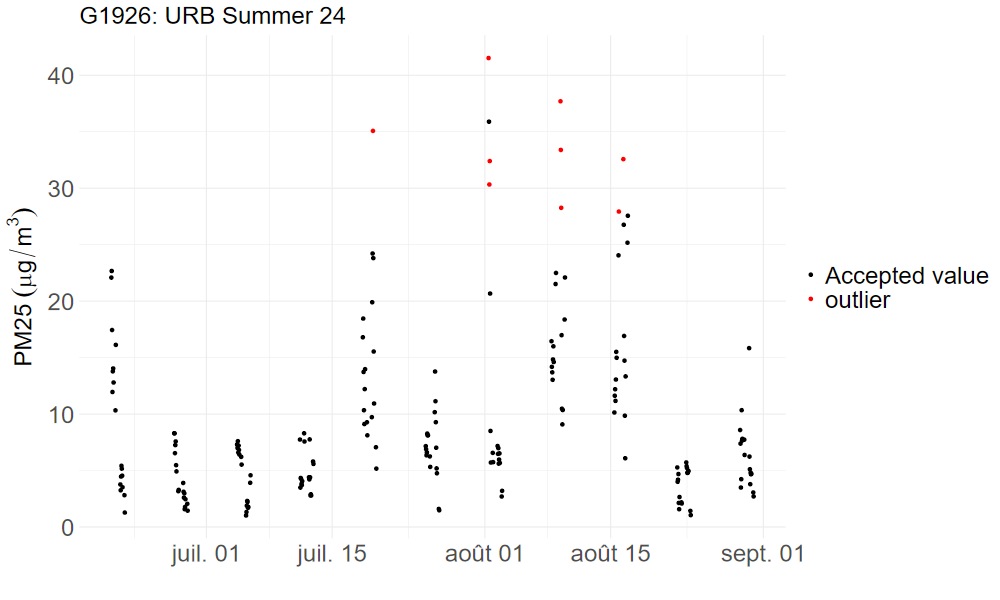 G1926: URB Summer 24
PM25 (μg/m³)
40
30
20
10
0
juil. 01 juil. 15 août 01 août 15 sept. 01
Accepted value
outlier